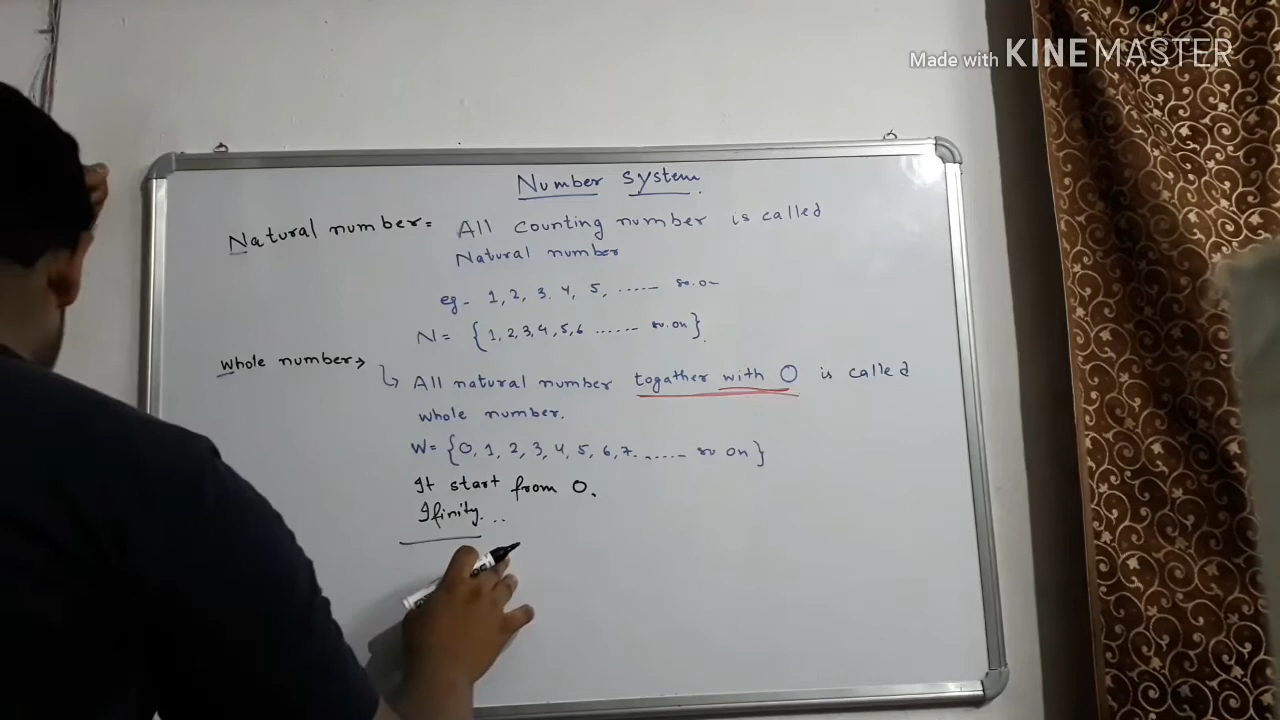 Made with KINEMASTER
Number system.
Natural number= All counting number is called
Natural number
eg- 1, 2, 3. 4, 5, ...... so.on
N= {1,2,3,4,5,6 ...... so.on}.
whole number→
↳ All natural number togather with 0 is called
whole number.
W= {0, 1, 2, 3, 4, 5, 6, 7. ....... so on}
It start from 0.
Ifinity...